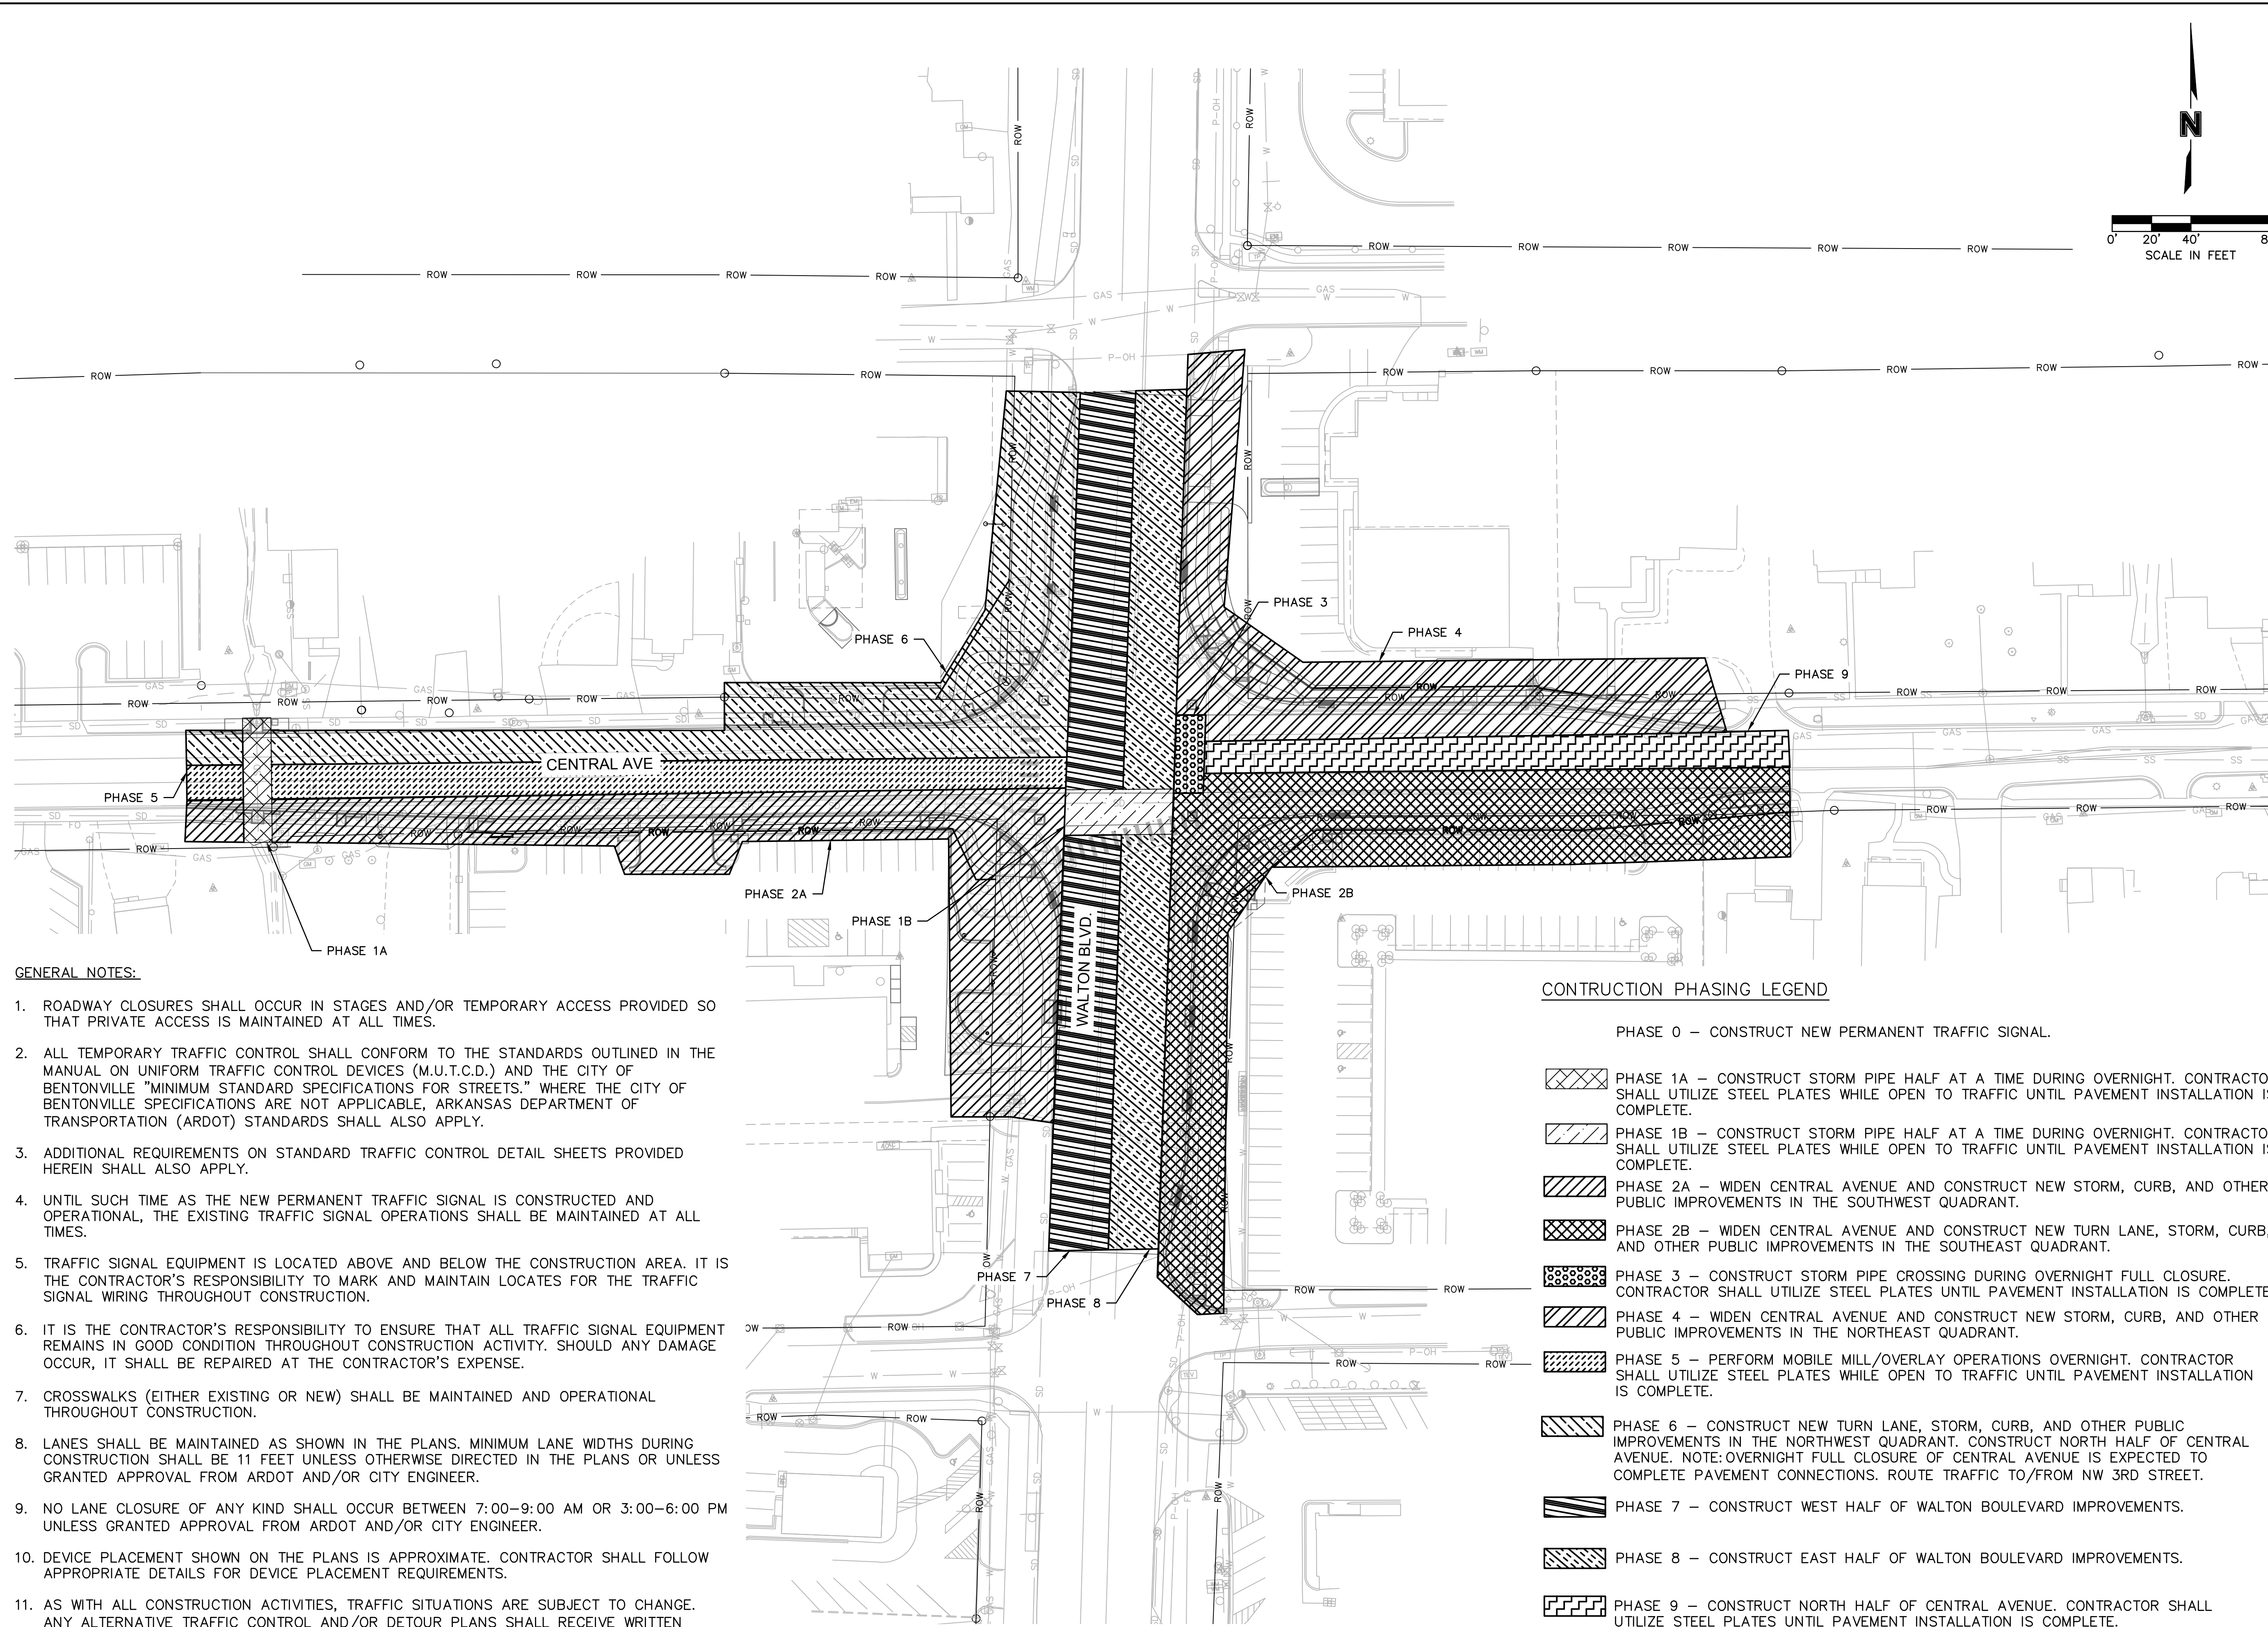 N
0' 20' 40' 8
SCALE IN FEET
ROW ROW ROW ROW
ROW ROW ROW ROW ROW
ROW ROW
ROW ROW ROW ROW ROW
PHASE 3
PHASE 4
PHASE 6
PHASE 9
CENTRAL AVE
PHASE 5
PHASE 2A
PHASE 2B
PHASE 1B
PHASE 1A
WALTON BLVD.
PHASE 7
PHASE 8
GENERAL NOTES:
1. ROADWAY CLOSURES SHALL OCCUR IN STAGES AND/OR TEMPORARY ACCESS PROVIDED SO
THAT PRIVATE ACCESS IS MAINTAINED AT ALL TIMES.
2. ALL TEMPORARY TRAFFIC CONTROL SHALL CONFORM TO THE STANDARDS OUTLINED IN THE
MANUAL ON UNIFORM TRAFFIC CONTROL DEVICES (M.U.T.C.D.) AND THE CITY OF
BENTONVILLE "MINIMUM STANDARD SPECIFICATIONS FOR STREETS." WHERE THE CITY OF
BENTONVILLE SPECIFICATIONS ARE NOT APPLICABLE, ARKANSAS DEPARTMENT OF
TRANSPORTATION (ARDOT) STANDARDS SHALL ALSO APPLY.
3. ADDITIONAL REQUIREMENTS ON STANDARD TRAFFIC CONTROL DETAIL SHEETS PROVIDED
HEREIN SHALL ALSO APPLY.
4. UNTIL SUCH TIME AS THE NEW PERMANENT TRAFFIC SIGNAL IS CONSTRUCTED AND
OPERATIONAL, THE EXISTING TRAFFIC SIGNAL OPERATIONS SHALL BE MAINTAINED AT ALL
TIMES.
5. TRAFFIC SIGNAL EQUIPMENT IS LOCATED ABOVE AND BELOW THE CONSTRUCTION AREA. IT IS
THE CONTRACTOR'S RESPONSIBILITY TO MARK AND MAINTAIN LOCATES FOR THE TRAFFIC
SIGNAL WIRING THROUGHOUT CONSTRUCTION.
6. IT IS THE CONTRACTOR'S RESPONSIBILITY TO ENSURE THAT ALL TRAFFIC SIGNAL EQUIPMENT
REMAINS IN GOOD CONDITION THROUGHOUT CONSTRUCTION ACTIVITY. SHOULD ANY DAMAGE
OCCUR, IT SHALL BE REPAIRED AT THE CONTRACTOR'S EXPENSE.
7. CROSSWALKS (EITHER EXISTING OR NEW) SHALL BE MAINTAINED AND OPERATIONAL
THROUGHOUT CONSTRUCTION.
8. LANES SHALL BE MAINTAINED AS SHOWN IN THE PLANS. MINIMUM LANE WIDTHS DURING
CONSTRUCTION SHALL BE 11 FEET UNLESS OTHERWISE DIRECTED IN THE PLANS OR UNLESS
GRANTED APPROVAL FROM ARDOT AND/OR CITY ENGINEER.
9. NO LANE CLOSURE OF ANY KIND SHALL OCCUR BETWEEN 7:00–9:00 AM OR 3:00–6:00 PM
UNLESS GRANTED APPROVAL FROM ARDOT AND/OR CITY ENGINEER.
10. DEVICE PLACEMENT SHOWN ON THE PLANS IS APPROXIMATE. CONTRACTOR SHALL FOLLOW
APPROPRIATE DETAILS FOR DEVICE PLACEMENT REQUIREMENTS.
11. AS WITH ALL CONSTRUCTION ACTIVITIES, TRAFFIC SITUATIONS ARE SUBJECT TO CHANGE.
ANY ALTERNATIVE TRAFFIC CONTROL AND/OR DETOUR PLANS SHALL RECEIVE WRITTEN
CONTRUCTION PHASING LEGEND
PHASE 0 – CONSTRUCT NEW PERMANENT TRAFFIC SIGNAL.
PHASE 1A – CONSTRUCT STORM PIPE HALF AT A TIME DURING OVERNIGHT. CONTRACTO
SHALL UTILIZE STEEL PLATES WHILE OPEN TO TRAFFIC UNTIL PAVEMENT INSTALLATION IS
COMPLETE.
PHASE 1B – CONSTRUCT STORM PIPE HALF AT A TIME DURING OVERNIGHT. CONTRACTO
SHALL UTILIZE STEEL PLATES WHILE OPEN TO TRAFFIC UNTIL PAVEMENT INSTALLATION IS
COMPLETE.
PHASE 2A – WIDEN CENTRAL AVENUE AND CONSTRUCT NEW STORM, CURB, AND OTHER
PUBLIC IMPROVEMENTS IN THE SOUTHWEST QUADRANT.
PHASE 2B – WIDEN CENTRAL AVENUE AND CONSTRUCT NEW TURN LANE, STORM, CURB,
AND OTHER PUBLIC IMPROVEMENTS IN THE SOUTHEAST QUADRANT.
PHASE 3 – CONSTRUCT STORM PIPE CROSSING DURING OVERNIGHT FULL CLOSURE.
CONTRACTOR SHALL UTILIZE STEEL PLATES UNTIL PAVEMENT INSTALLATION IS COMPLETE
PHASE 4 – WIDEN CENTRAL AVENUE AND CONSTRUCT NEW STORM, CURB, AND OTHER
PUBLIC IMPROVEMENTS IN THE NORTHEAST QUADRANT.
PHASE 5 – PERFORM MOBILE MILL/OVERLAY OPERATIONS OVERNIGHT. CONTRACTOR
SHALL UTILIZE STEEL PLATES WHILE OPEN TO TRAFFIC UNTIL PAVEMENT INSTALLATION
IS COMPLETE.
PHASE 6 – CONSTRUCT NEW TURN LANE, STORM, CURB, AND OTHER PUBLIC
IMPROVEMENTS IN THE NORTHWEST QUADRANT. CONSTRUCT NORTH HALF OF CENTRAL
AVENUE. NOTE: OVERNIGHT FULL CLOSURE OF CENTRAL AVENUE IS EXPECTED TO
COMPLETE PAVEMENT CONNECTIONS. ROUTE TRAFFIC TO/FROM NW 3RD STREET.
PHASE 7 – CONSTRUCT WEST HALF OF WALTON BOULEVARD IMPROVEMENTS.
PHASE 8 – CONSTRUCT EAST HALF OF WALTON BOULEVARD IMPROVEMENTS.
PHASE 9 – CONSTRUCT NORTH HALF OF CENTRAL AVENUE. CONTRACTOR SHALL
UTILIZE STEEL PLATES UNTIL PAVEMENT INSTALLATION IS COMPLETE.